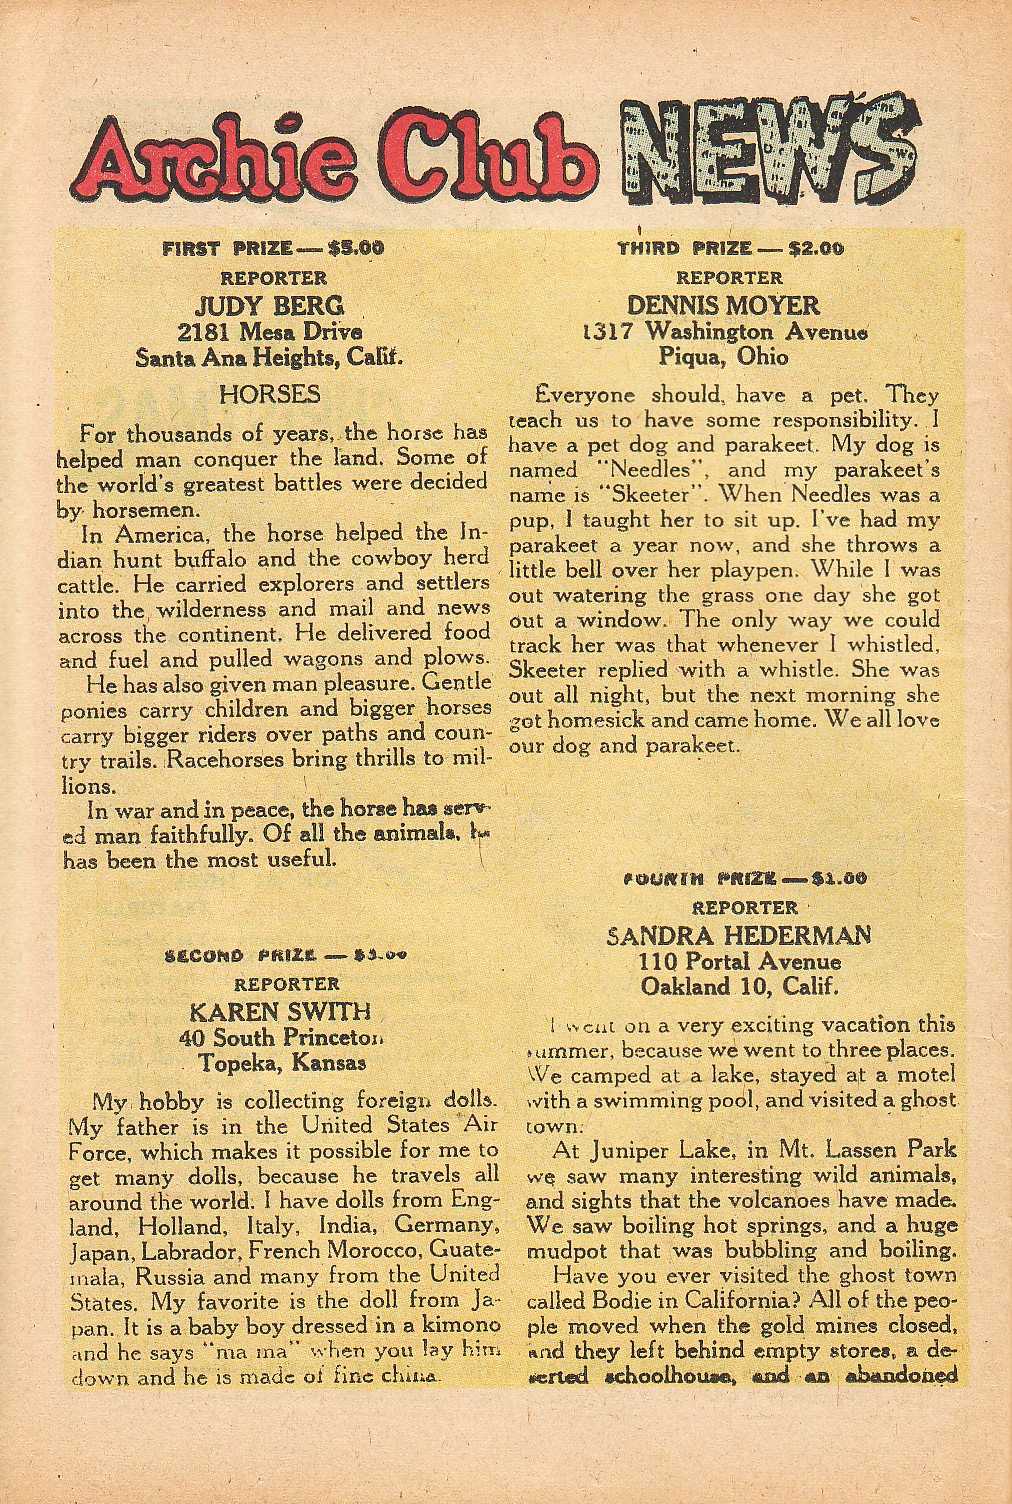 Archie Club NEWS
FIRST PRIZE — $5.00
REPORTER
JUDY BERG
2181 Mesa Drive
Santa Ana Heights, Calif.
HORSES
For thousands of years, the horse has
helped man conquer the land. Some of
the world's greatest battles were decided
by horsemen.
In America, the horse helped the In-
dian hunt buffalo and the cowboy herd
cattle. He carried explorers and settlers
into the wilderness and mail and news
across the continent. He delivered food
and fuel and pulled wagons and plows.
He has also given man pleasure. Gentle
ponies carry children and bigger horses
carry bigger riders over paths and coun-
try trails. Racehorses bring thrills to mil-
lions.
In war and in peace, the horse has serv-
ed man faithfully. Of all the animals, he
has been the most useful.
SECOND PRIZE — $3.00
REPORTER
KAREN SWITH
40 South Princeton
Topeka, Kansas
My hobby is collecting foreign dolls.
My father is in the United States Air
Force, which makes it possible for me to
get many dolls, because he travels all
around the world. I have dolls from Eng-
land, Holland, Italy, India, Germany,
Japan, Labrador, French Morocco, Guate-
mala, Russia and many from the United
States. My favorite is the doll from Ja-
pan. It is a baby boy dressed in a kimono
and he says "ma ma" when you lay him
down and he is made of fine china.
THIRD PRIZE — $2.00
REPORTER
DENNIS MOYER
1317 Washington Avenue
Piqua, Ohio
Everyone should, have a pet. They
teach us to have some responsibility. I
have a pet dog and parakeet. My dog is
named "Needles", and my parakeet's
name is "Skeeter". When Needles was a
pup, I taught her to sit up. I've had my
parakeet a year now, and she throws a
little bell over her playpen. While I was
out watering the grass one day she got
out a window. The only way we could
track her was that whenever I whistled,
Skeeter replied with a whistle. She was
out all night, but the next morning she
got homesick and came home. We all love
our dog and parakeet.
FOURTH PRIZE — $1.00
REPORTER
SANDRA HEDERMAN
110 Portal Avenue
Oakland 10, Calif.
I went on a very exciting vacation this
summer, because we went to three places.
We camped at a lake, stayed at a motel
with a swimming pool, and visited a ghost
town.
At Juniper Lake, in Mt. Lassen Park
we saw many interesting wild animals,
and sights that the volcanoes have made.
We saw boiling hot springs, and a huge
mudpot that was bubbling and boiling.
Have you ever visited the ghost town
called Bodie in California? All of the peo-
ple moved when the gold mines closed,
and they left behind empty stores, a de-
serted schoolhouse, and an abandoned